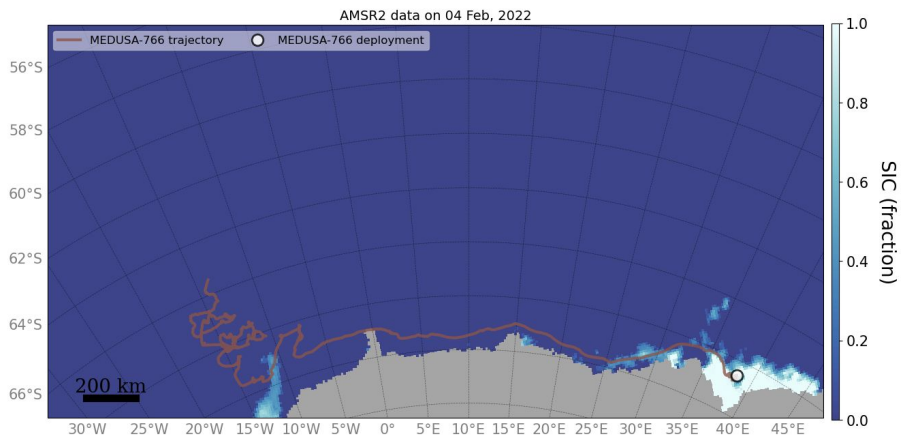 AMSR2 data on 04 Feb, 2022
MEDUSA-766 trajectory
MEDUSA-766 deployment
56°S
58°S
60°S
62°S
64°S
66°S
200 km
30°W
25°W
20°W
15°W
10°W
5°W
0°
5°E
10°E
15°E
20°E
25°E
30°E
35°E
40°E
45°E
1.0
0.8
0.6
0.4
0.2
0.0
SIC (fraction)